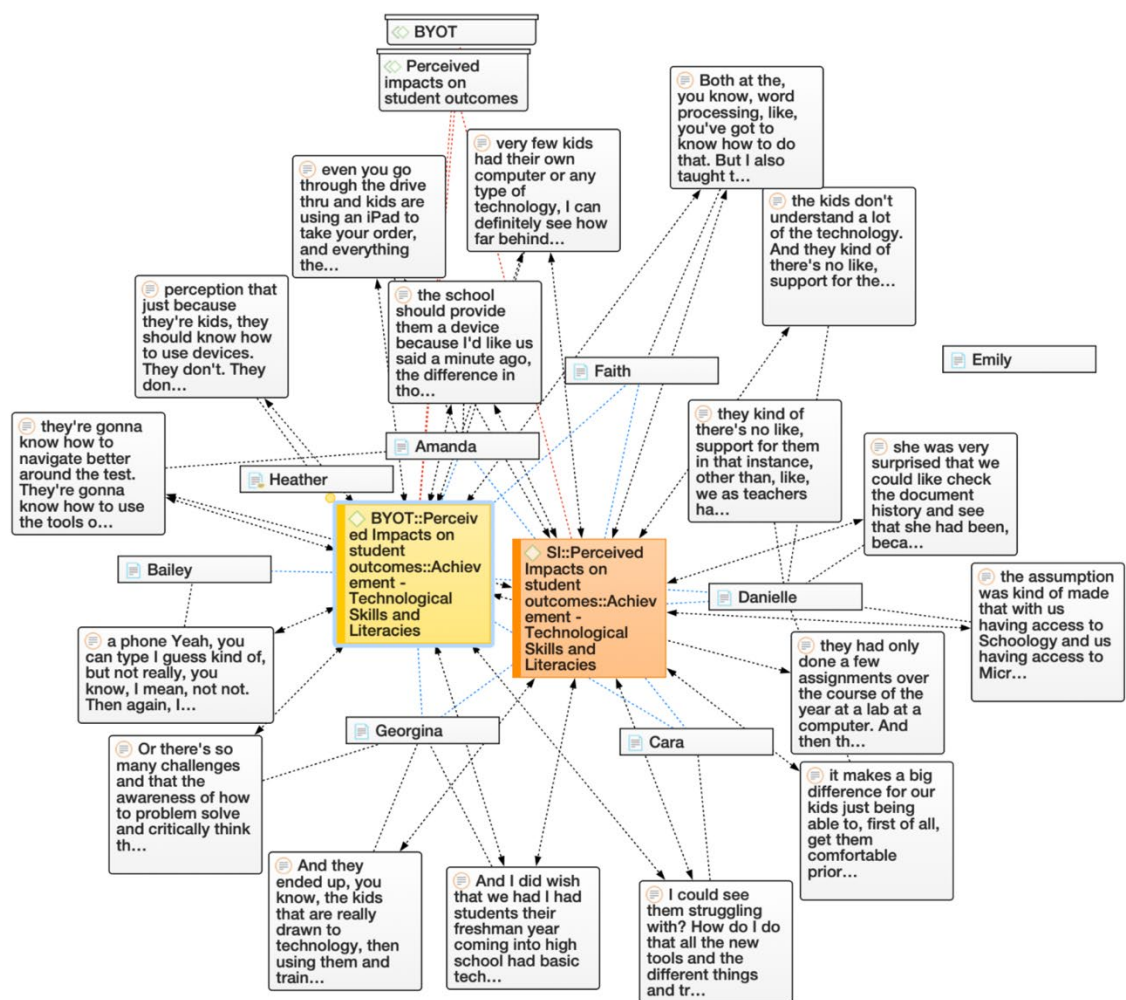 BYOT
Perceived
impacts on
student outcomes
Both at the,
you know, word
processing, like,
you've got to
know how to do
that. But I also
taught t...
very few kids
had their own
computer or any
type of
technology, I can
definitely see how
far behind...
even you go
through the drive
thru and kids are
using an iPad to
take your order,
and everything
the...
the kids don't
understand a lot
of the technology.
And they kind of
there's no like,
support for the...
perception that
just because
they're kids, they
should know how
to use devices.
They don't. They
don...
the school
should provide
them a device
because I'd like us
said a minute ago,
the difference in
tho...
Emily
Faith
they kind of
there's no like,
support for them
in that instance,
other than, like,
we as teachers
ha...
they're gonna
know how to
navigate better
around the test.
They're gonna
know how to use
the tools o...
Amanda
she was very
surprised that we
could like check
the document
history and see
that she had been,
beca...
Heather
BYOT::Perceiv
ed Impacts on
student
outcomes::Achiev
ement -
Technological
Skills and
Literacies
SI::Perceived
Impacts on
student
outcomes::Achiev
ement -
Technological
Skills and
Literacies
Bailey
Danielle
the assumption
was kind of made
that with us
having access to
Schoology and us
having access to
Micr...
a phone Yeah, you
can type I guess kind of,
but not really, you
know, I mean, not not.
Then again, I...
they had only
done a few
assignments over
the course of the
year at a lab at a
computer. And
then th...
Georgina
Cara
Or there's so
many challenges
and that the
awareness of how
to problem solve
and critically think
th...
it makes a big
difference for our
kids just being
able to, first of all,
get them
comfortable
prior...
And they
ended up, you
know, the kids
that are really
drawn to
technology, then
using them and
train...
And I did wish
that we had I had
students their
freshman year
coming into high
school had basic
tech...
I could see
them struggling
with? How do I do
that all the new
tools and the
different things
and tr...